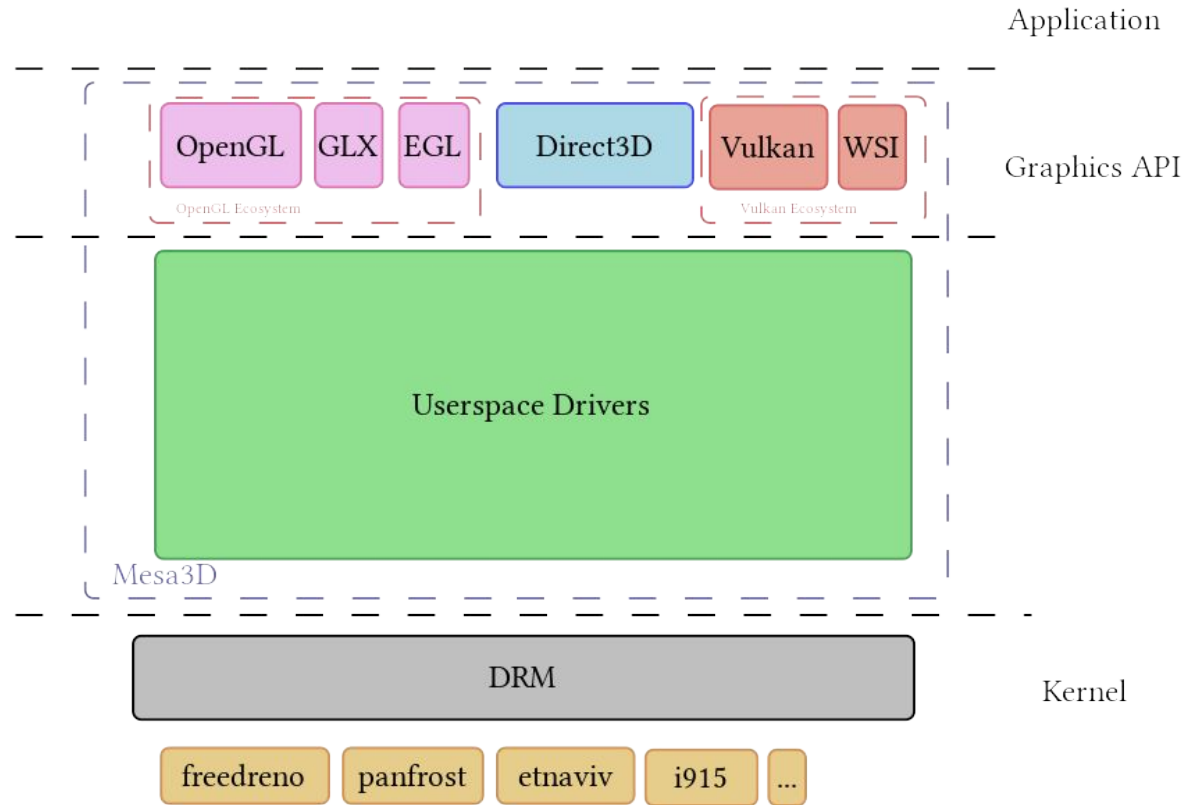 Application
OpenGL
GLX
EGL
Direct3D
Vulkan
WSI
Graphics API
OpenGL Ecosystem
Vulkan Ecosystem
Userspace Drivers
Mesa3D
DRM
Kernel
freedreno
panfrost
etnaviv
i915
...